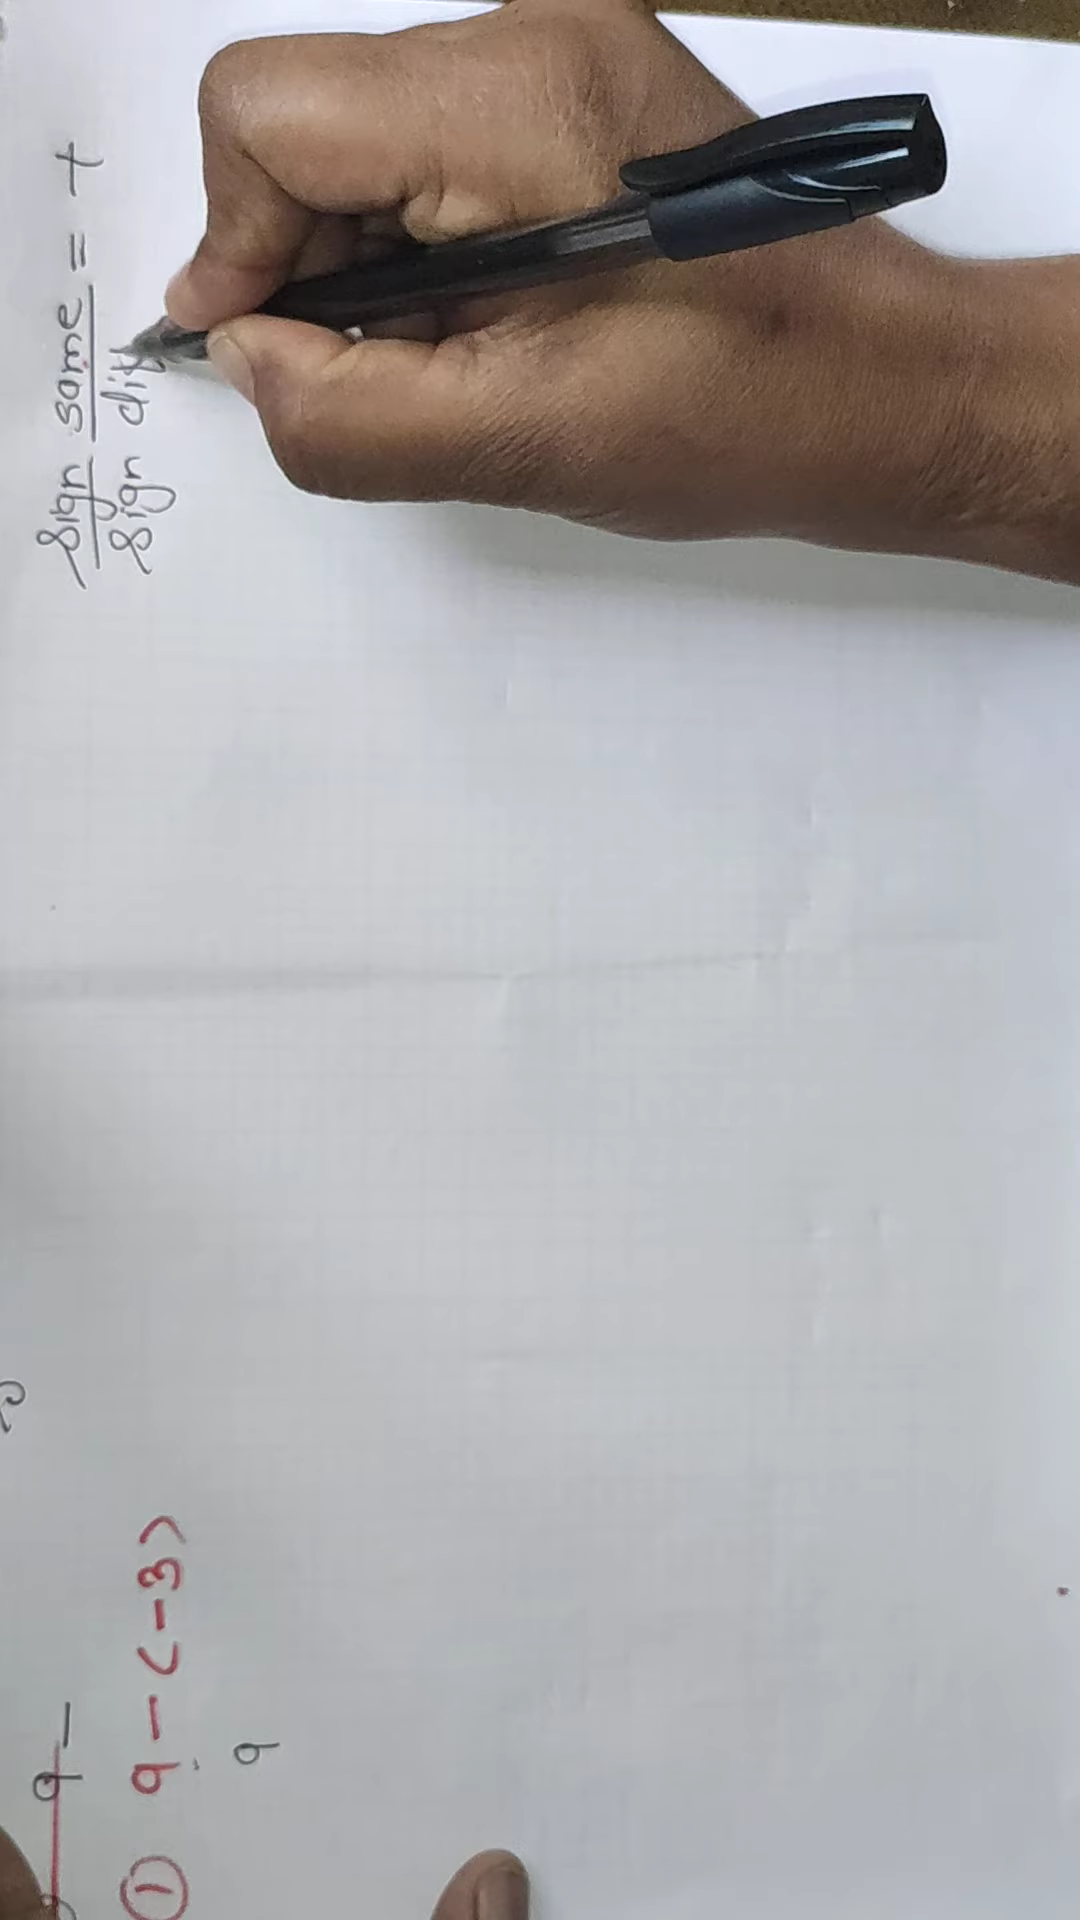 sign same = +
sign dif
9 -
① 9 - (-3)
9